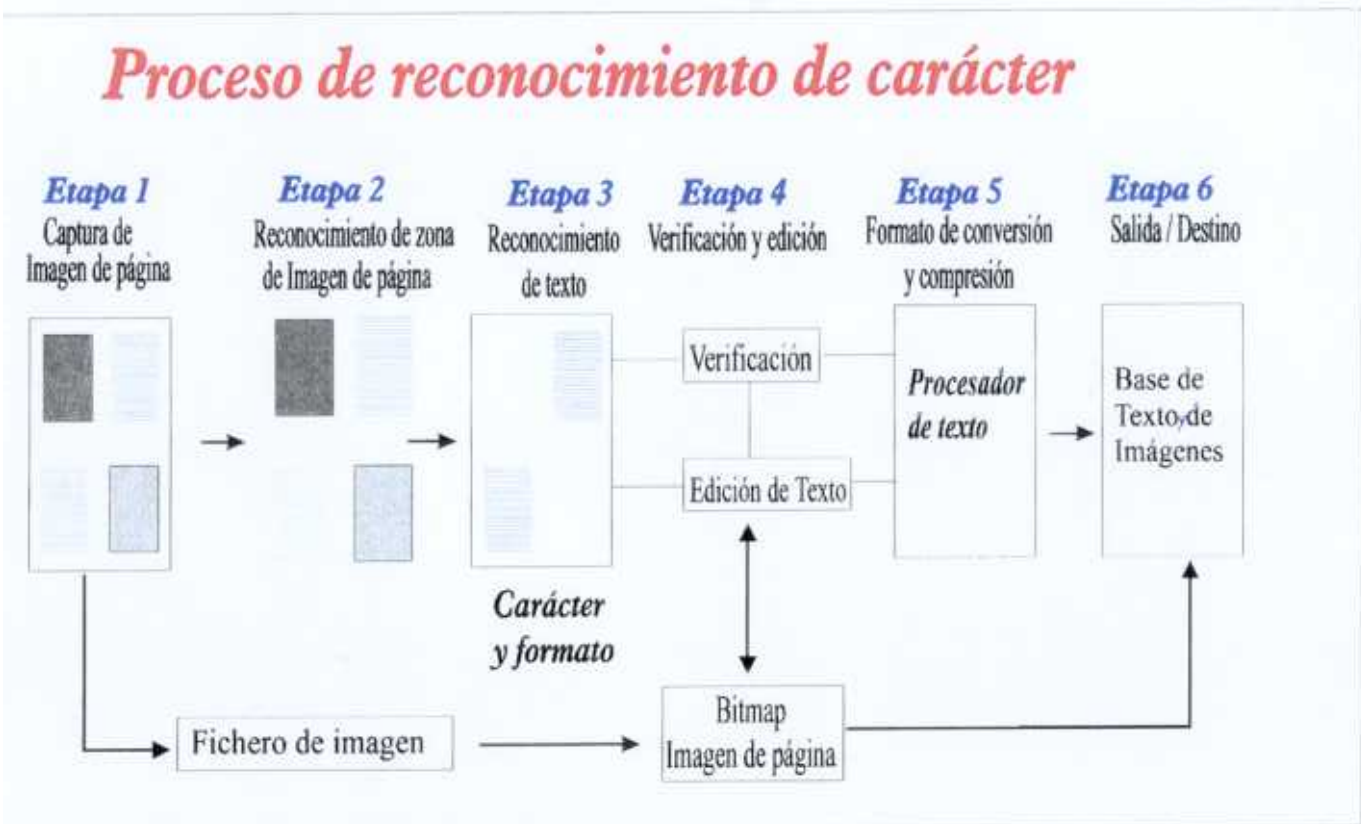 Proceso de reconocimiento de carácter
Etapa 1
Captura de
Imagen de página
Etapa 2
Reconocimiento de zona
de Imagen de página
Etapa 3
Reconocimiento
de texto
Etapa 4
Verificación y edición
Etapa 5
Formato de conversión
y compresión
Etapa 6
Salida / Destino
Verificación
Edición de Texto
Procesador
de texto
Base de
Texto y de
Imágenes
Carácter
y formato
Fichero de imagen
Bitmap
Imagen de página